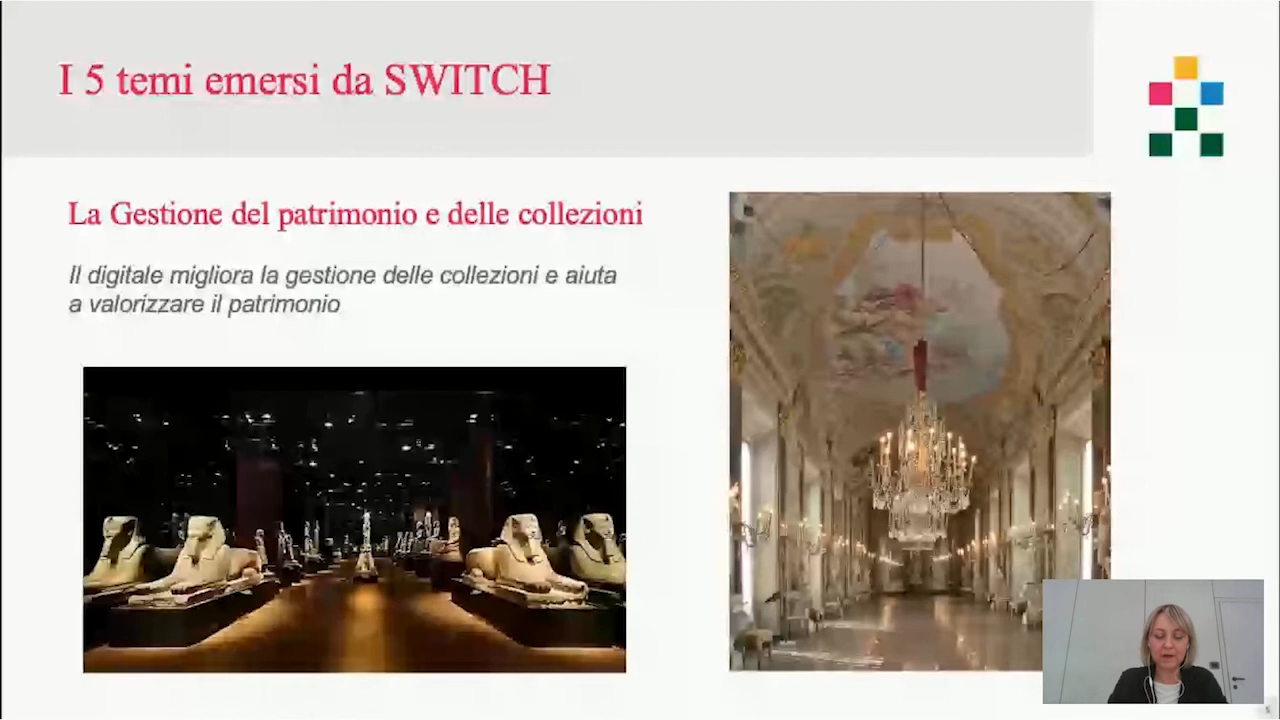 I 5 temi emersi da SWITCH
La Gestione del patrimonio e delle collezioni
Il digitale migliora la gestione delle collezioni e aiuta
a valorizzare il patrimonio